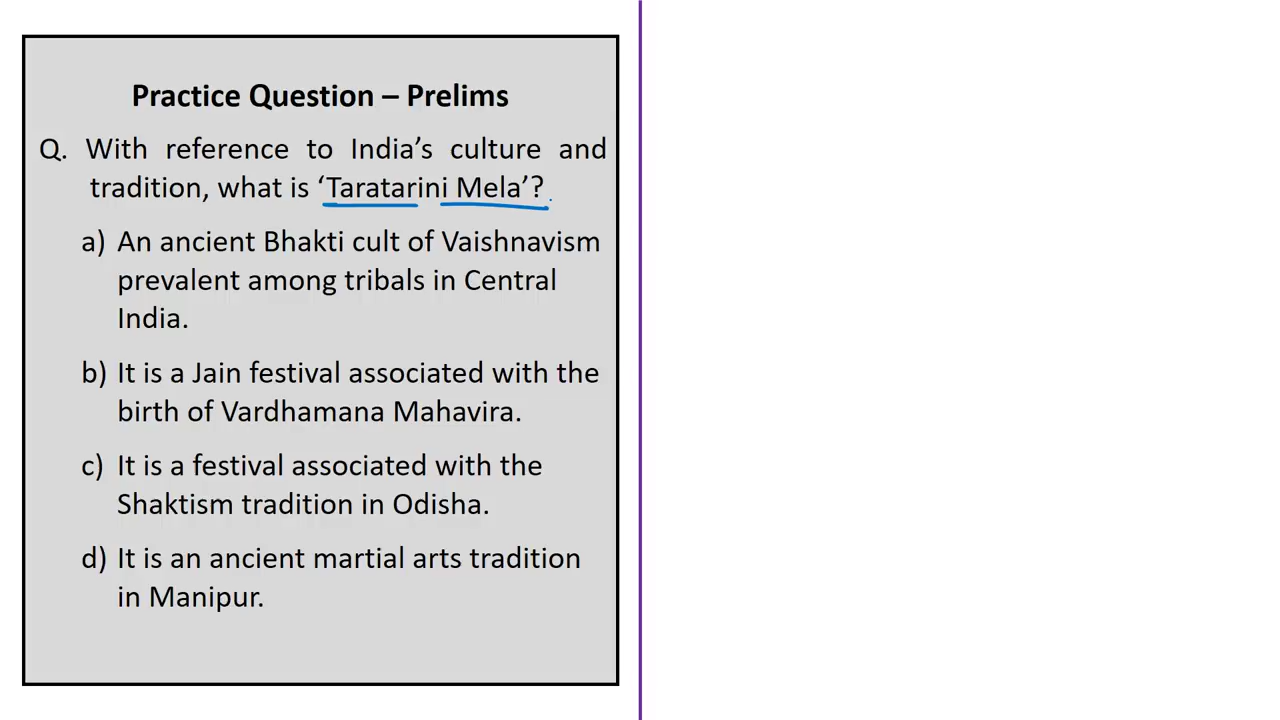 Practice Question – Prelims
Q. With reference to India’s culture and
tradition, what is ‘Taratarini Mela’?
a) An ancient Bhakti cult of Vaishnavism
prevalent among tribals in Central
India.
b) It is a Jain festival associated with the
birth of Vardhamana Mahavira.
c) It is a festival associated with the
Shaktism tradition in Odisha.
d) It is an ancient martial arts tradition
in Manipur.